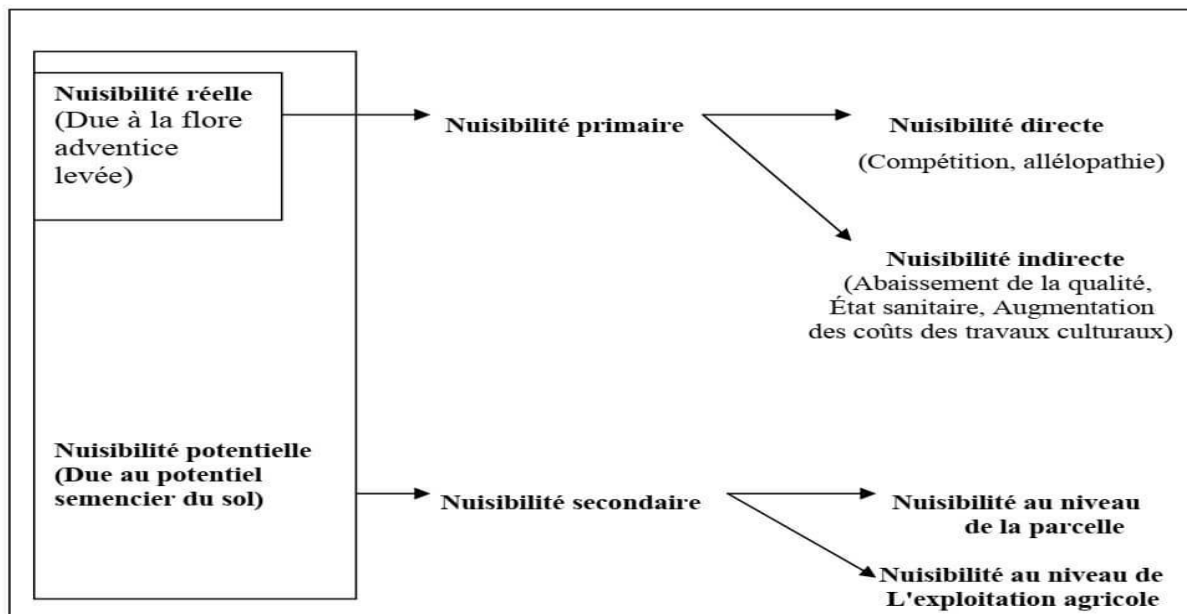 Nuisibilité réelle
(Due à la flore
adventice
levée)
Nuisibilité primaire
Nuisibilité directe
(Compétition, allélopathie)
Nuisibilité indirecte
(Abaissement de la qualité,
État sanitaire, Augmentation
des coûts des travaux culturaux)
Nuisibilité potentielle
(Due au potentiel
semencier du sol)
Nuisibilité secondaire
Nuisibilité au niveau
de la parcelle
Nuisibilité au niveau de
L'exploitation agricole